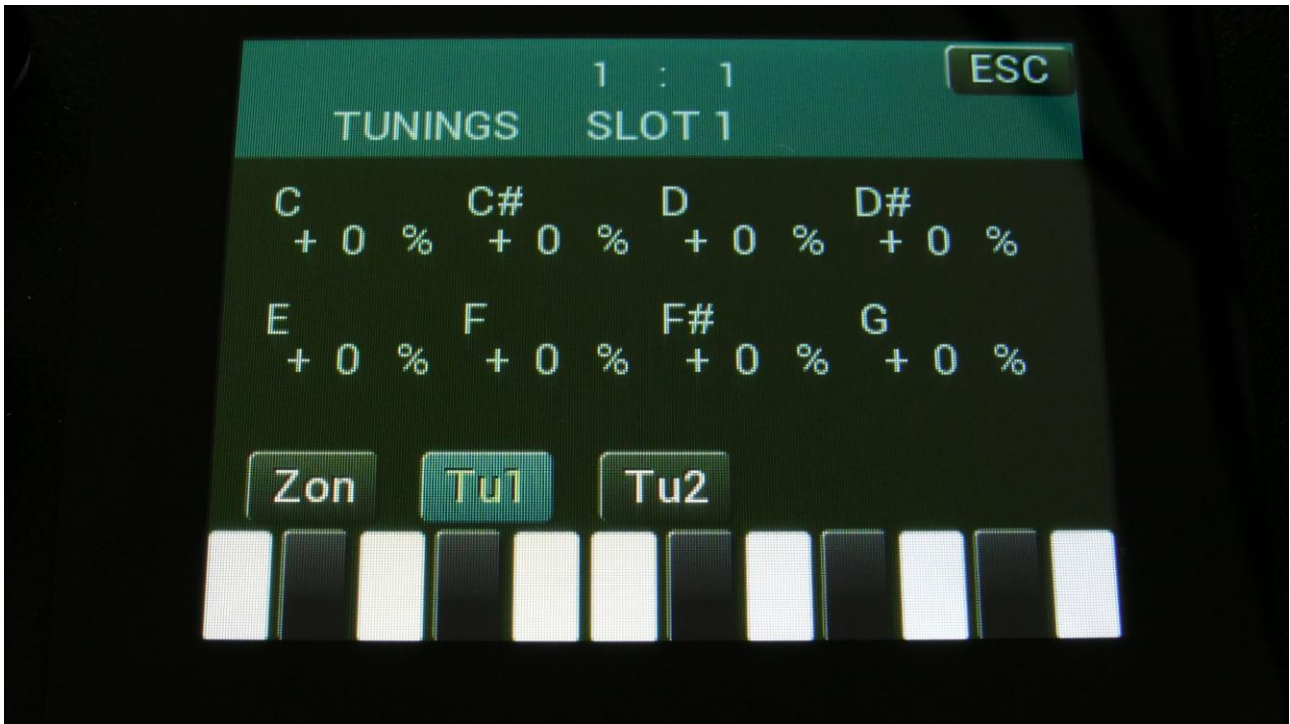 1 : 1 ESC
TUNINGS SLOT 1
C C# D D#
+ 0 % + 0 % + 0 % + 0 %
E F F# G
+ 0 % + 0 % + 0 % + 0 %
Zon Tu1 Tu2